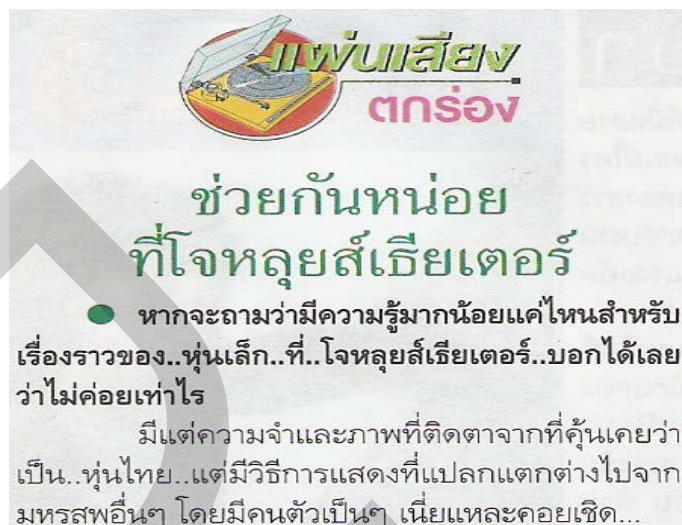 แผ่นเสียง
ตกร่อง
ช่วยกันหน่อย
ที่โจหลุยส์เธียเตอร์
● หากจะถามว่ามีความรู้มากน้อยแค่ไหนสำหรับ
เรื่องราวของ..หุ่นเล็ก..ที่..โจหลุยส์เธียเตอร์..บอกได้เลย
ว่าไม่ค่อยเท่าไร
มีแต่ความจำและภาพที่ติดตาจากที่คุ้นเคยว่า
เป็น..หุ่นไทย..แต่มีวิธีการแสดงที่แปลกแตกต่างไปจาก
มหรสพอื่นๆ โดยมีคนตัวเป็นๆ เนี่ยแหละคอยเชิด...